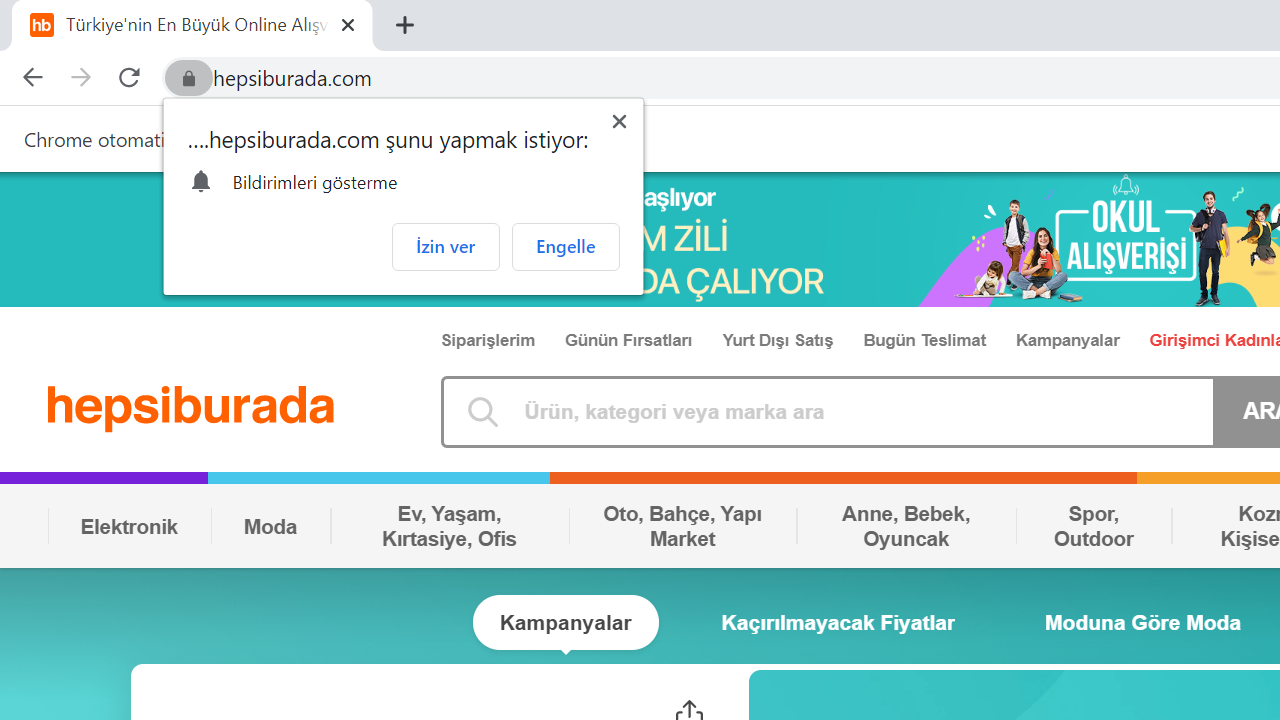 hb Türkiye'nin En Büyük Online Alışv
hepsiburada.com
Chrome otomati
....hepsiburada.com şunu yapmak istiyor:
Bildirimleri gösterme
İzin ver Engelle
aşlıyor
M ZİLİ
DA ÇALIYOR
OKUL
ALIŞVERİŞİ
Siparişlerim Günün Fırsatları Yurt Dışı Satış Bugün Teslimat Kampanyalar Girişimci Kadınla
hepsiburada
Ürün, kategori veya marka ara
ARA
Elektronik
Moda
Ev, Yaşam,
Kırtasiye, Ofis
Oto, Bahçe, Yapı
Market
Anne, Bebek,
Oyuncak
Spor,
Outdoor
Kozm
Kişise
Kampanyalar Kaçırılmayacak Fiyatlar Moduna Göre Moda